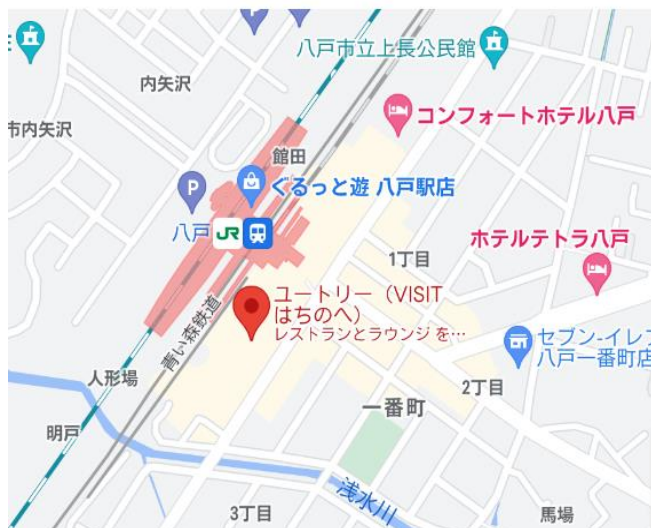 P
八戸市立上長公民館
内矢沢
市内矢沢
コンフォートホテル八戸
館田
P
ぐるっと遊 八戸駅店
八戸
JR
1丁目
ホテルテトラ八戸
ユートリー（VISIT
はちのへ）
レストランとラウンジ を…
青い森鉄道
セブン-イレブ
八戸一番町店
人形場
2丁目
一番町
明戸
浅水川
3丁目
馬場